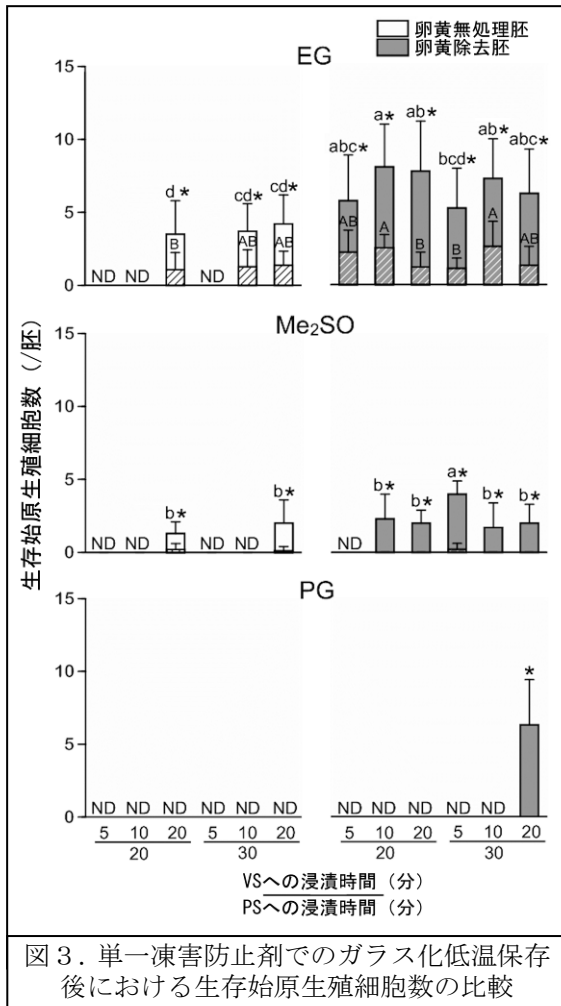 卵黄無処理胚
卵黄除去胚
EG
生存始原生殖細胞数（/胚）
15
10
5
0
ND
ND
d *
B
ND
cd*
AB
cd*
AB
abc*
AB
a*
A
ab*
B
bcd*
B
ab*
A
abc*
AB
Me₂SO
15
10
5
0
ND
ND
b*
ND
ND
b*
ND
b*
b*
a*
b*
b*
PG
15
10
5
0
ND
ND
ND
ND
ND
ND
ND
ND
ND
ND
ND
*
5 10 20 5 10 20
20 30
5 10 20 5 10 20
20 30
VSへの浸漬時間（分）
PSへの浸漬時間（分）
図３. 単一凍害防止剤でのガラス化低温保存
後における生存始原生殖細胞数の比較